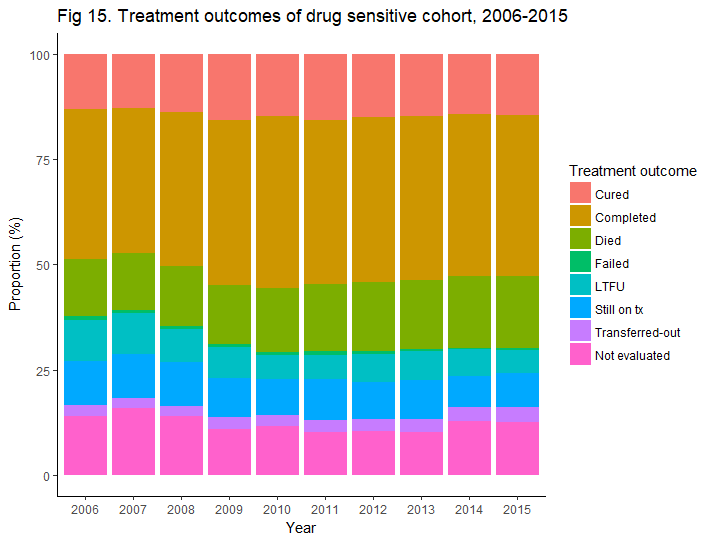 Fig 15. Treatment outcomes of drug sensitive cohort, 2006-2015
100
75
50
25
0
Proportion (%)
2006 2007 2008 2009 2010 2011 2012 2013 2014 2015
Year
Treatment outcome
Cured
Completed
Died
Failed
LTFU
Still on tx
Transferred-out
Not evaluated